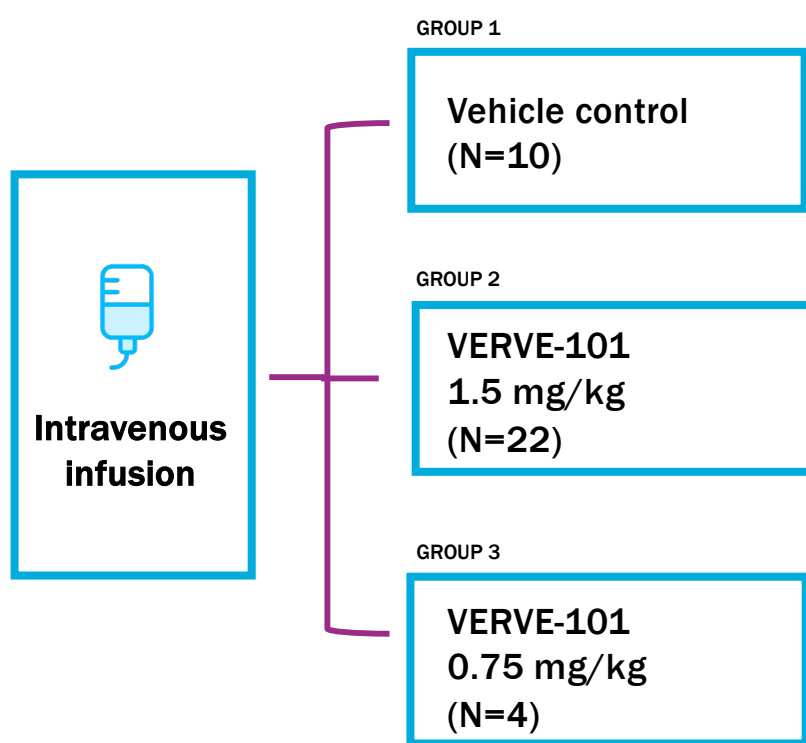 GROUP 1
Vehicle control
(N=10)
Intravenous
infusion
GROUP 2
VERVE-101
1.5 mg/kg
(N=22)
GROUP 3
VERVE-101
0.75 mg/kg
(N=4)